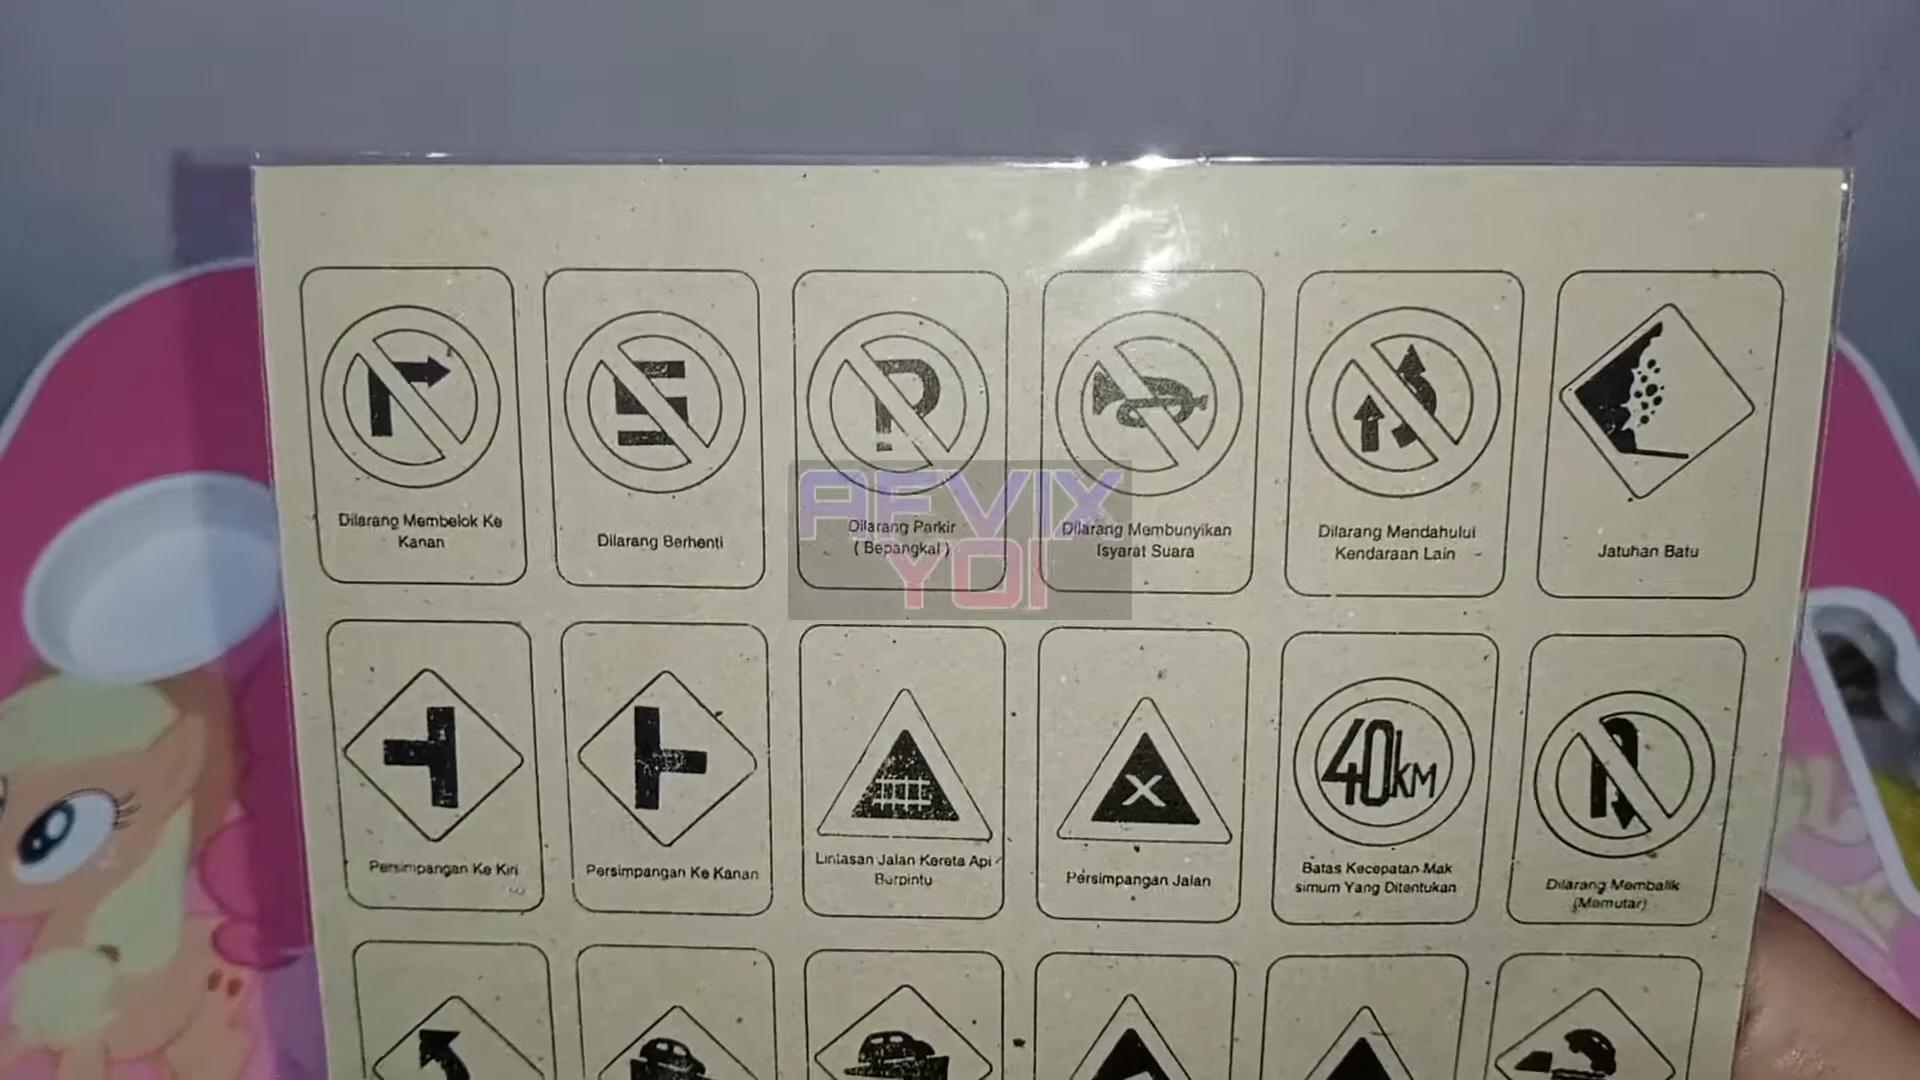 Dilarang Membelok Ke
Kanan
S
Dilarang Berhenti
P
Dilarang Parkir
( Bepangkal )
Dilarang Membunyikan
Isyarat Suara
Dilarang Mendahului
Kendaraan Lain
Jatuhan Batu
AFVIX
YOI
Persimpangan Ke Kiri
Persimpangan Ke Kanan
Lintasan Jalan Kereta Api
Berpintu
X
Persimpangan Jalan
40KM
Batas Kecepatan Mak
simum Yang Ditentukan
Dilarang Membalik
(Memutar)